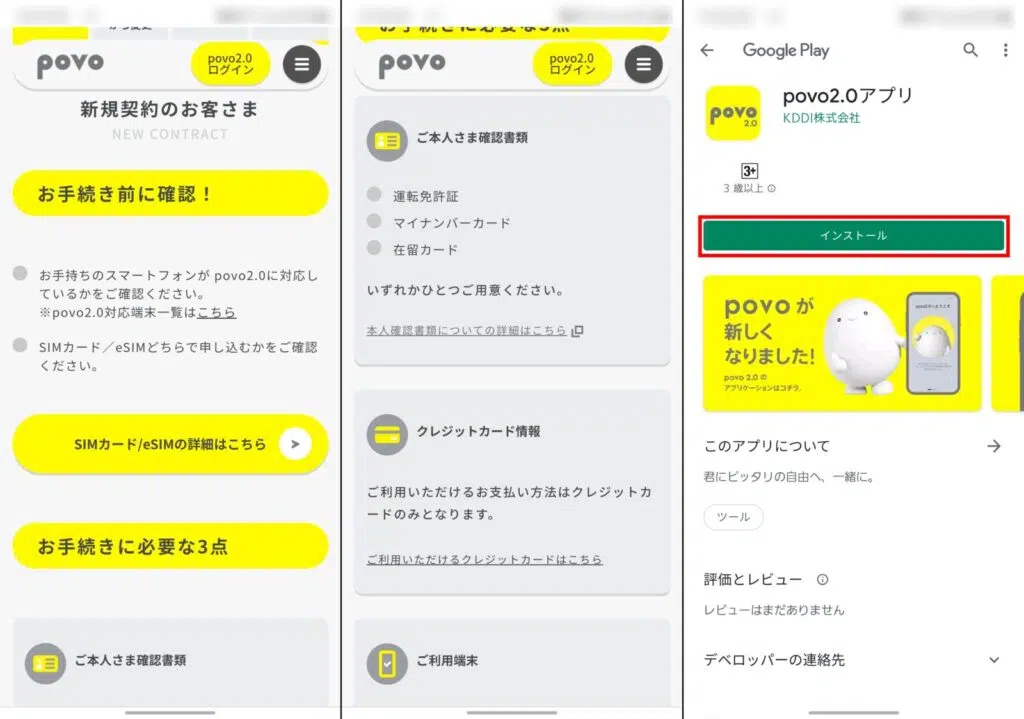 から変更
povo
povo2.0
ログイン
新規契約のお客さま
NEW CONTRACT
お手続き前に確認！
お手持ちのスマートフォンが povo2.0に対応し
ているかをご確認ください。
※povo2.0対応端末一覧はこちら
SIMカード／eSIMどちらで申し込むかをご確認
ください。
SIMカード/eSIMの詳細はこちら
お手続きに必要な3点
ご本人さま確認書類
お手続きに必要な3点
povo
povo2.0
ログイン
ご本人さま確認書類
運転免許証
マイナンバーカード
在留カード
いずれかひとつご用意ください。
本人確認書類についての詳細はこちら
クレジットカード情報
ご利用いただけるお支払い方法はクレジットカ
ードのみとなります。
ご利用いただけるクレジットカードはこちら
ご利用端末
Google Play
povo
2.0
povo2.0アプリ
KDDI株式会社
3+
3 歳以上
インストール
povo が
新しく
なりました!
povo 2.0 の
アプリケーションはコチラ。
このアプリについて
君にピッタリの自由へ、一緒に。
ツール
評価とレビュー
レビューはまだありません
デベロッパーの連絡先